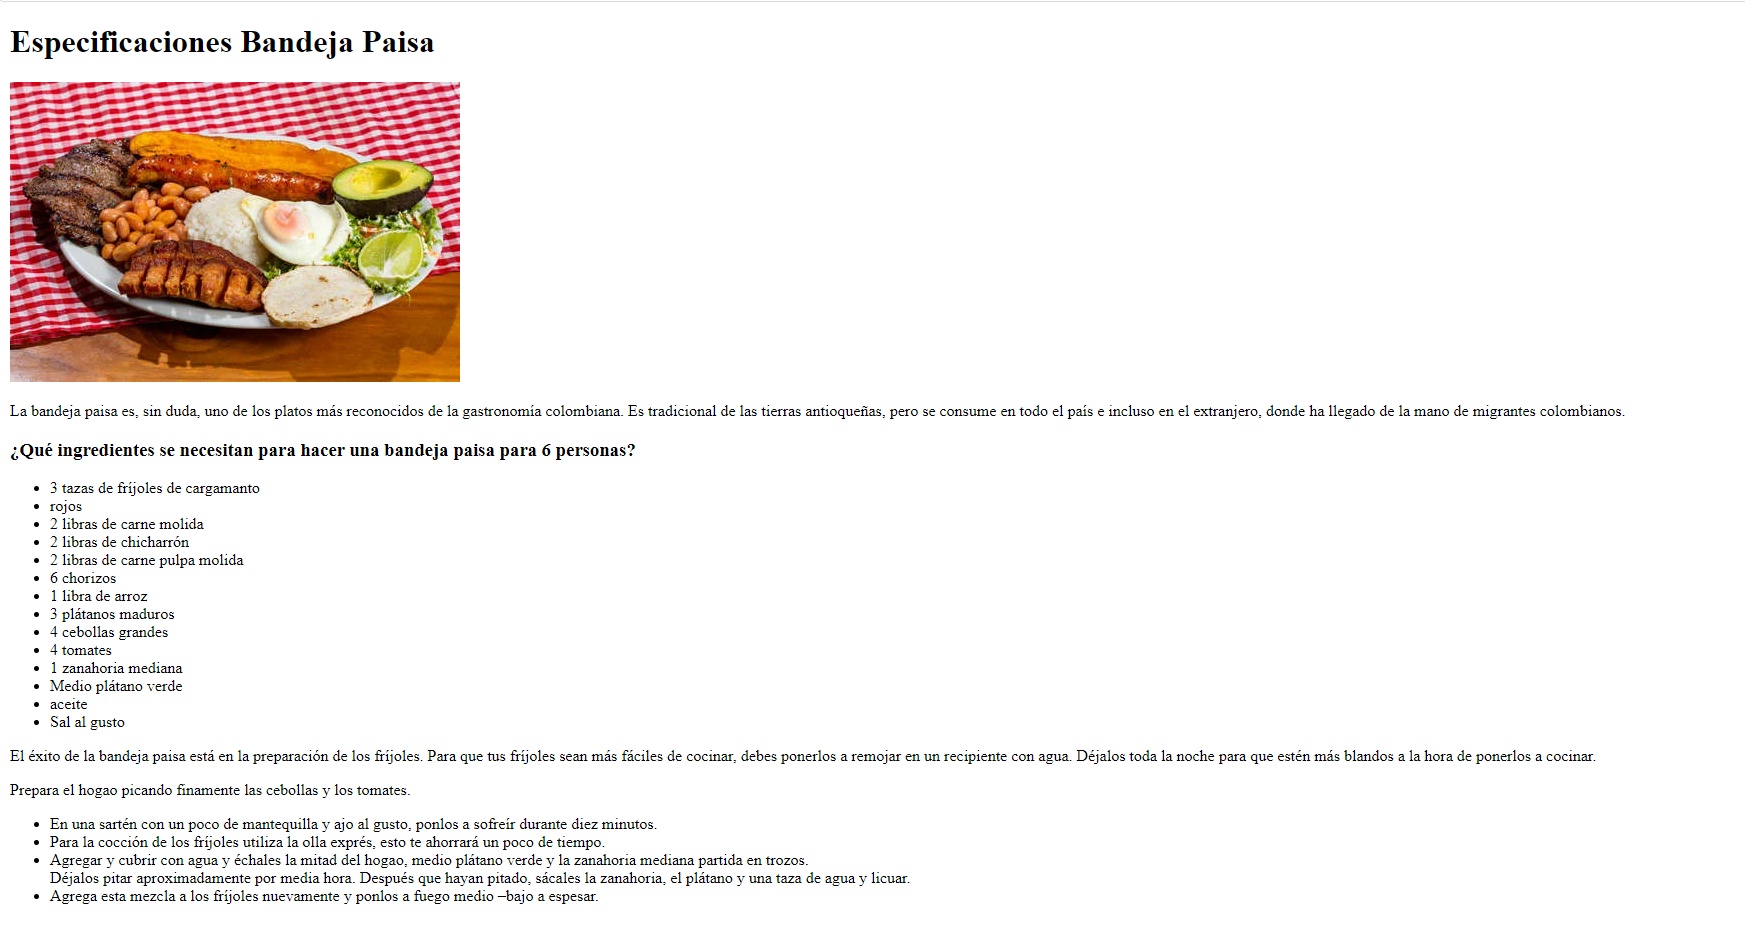 Especificaciones Bandeja Paisa
La bandeja paisa es, sin duda, uno de los platos más reconocidos de la gastronomía colombiana. Es tradicional de las tierras antioqueñas, pero se consume en todo el país e incluso en el extranjero, donde ha llegado de la mano de migrantes colombianos.
¿Qué ingredientes se necesitan para hacer una bandeja paisa para 6 personas?
• 3 tazas de fríjoles de cargamanto
• rojos
• 2 libras de carne molida
• 2 libras de chicharrón
• 2 libras de carne pulpa molida
• 6 chorizos
• 1 libra de arroz
• 3 plátanos maduros
• 4 cebollas grandes
• 4 tomates
• 1 zanahoria mediana
• Medio plátano verde
• aceite
• Sal al gusto
El éxito de la bandeja paisa está en la preparación de los fríjoles. Para que tus fríjoles sean más fáciles de cocinar, debes ponerlos a remojar en un recipiente con agua. Déjalos toda la noche para que estén más blandos a la hora de ponerlos a cocinar.
Prepara el hogao picando finamente las cebollas y los tomates.
• En una sartén con un poco de mantequilla y ajo al gusto, ponlos a sofreír durante diez minutos.
• Para la cocción de los fríjoles utiliza la olla exprés, esto te ahorrará un poco de tiempo.
• Agregar y cubrir con agua y échales la mitad del hogao, medio plátano verde y la zanahoria mediana partida en trozos.
Déjalos pitar aproximadamente por media hora. Después que hayan pitado, sácales la zanahoria, el plátano y una taza de agua y licuar.
• Agrega esta mezcla a los fríjoles nuevamente y ponlos a fuego medio –bajo a espesar.